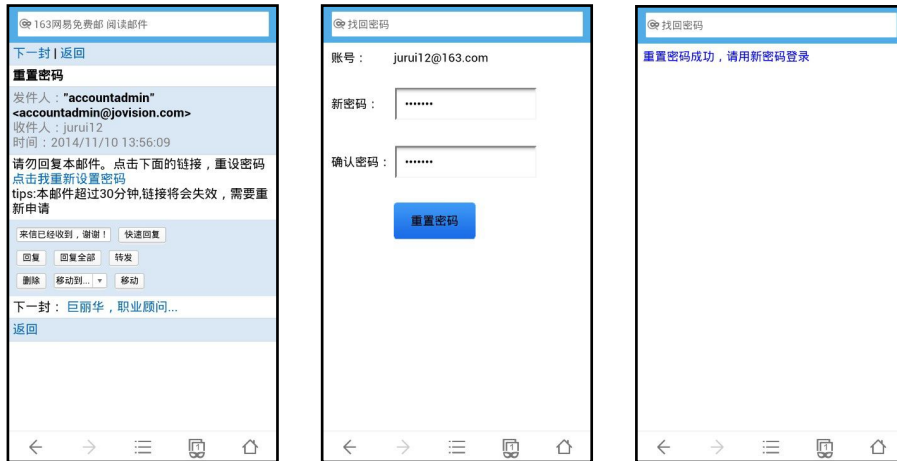 163网易免费邮 阅读邮件
下一封|返回
重置密码
发件人："accountadmin"
<accountadmin@jovision.com>
收件人：jurui12
时间：2014/11/10 13:56:09
请勿回复本邮件。点击下面的链接，重设密码
点击我重新设置密码
tips:本邮件超过30分钟,链接将会失效，需要重
新申请
来信已经收到，谢谢！ 快速回复
回复 回复全部 转发
删除 移动到... 移动
下一封：巨丽华，职业顾问...
返回
1
找回密码
账号： jurui12@163.com
新密码： •••••••
确认密码： •••••••
重置密码
1
找回密码
重置密码成功，请用新密码登录
1